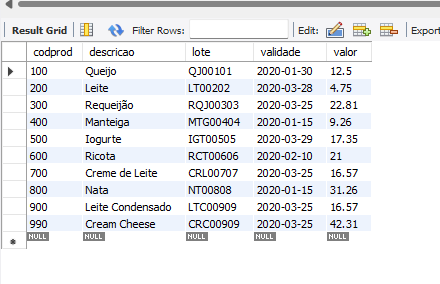 Result Grid Filter Rows: Edit: Export
codprod descricao lote validade valor
100 Queijo QJ00101 2020-01-30 12.5
200 Leite LT00202 2020-03-28 4.75
300 Requeijão RQJ00303 2020-03-25 22.81
400 Manteiga MTG00404 2020-01-15 9.26
500 Iogurte IGT00505 2020-03-29 17.35
600 Ricota RCT00606 2020-02-10 21
700 Creme de Leite CRL00707 2020-03-25 16.57
800 Nata NT00808 2020-01-15 31.26
900 Leite Condensado LTC00909 2020-03-25 16.57
990 Cream Cheese CRC00909 2020-03-25 42.31
NULL NULL NULL NULL NULL